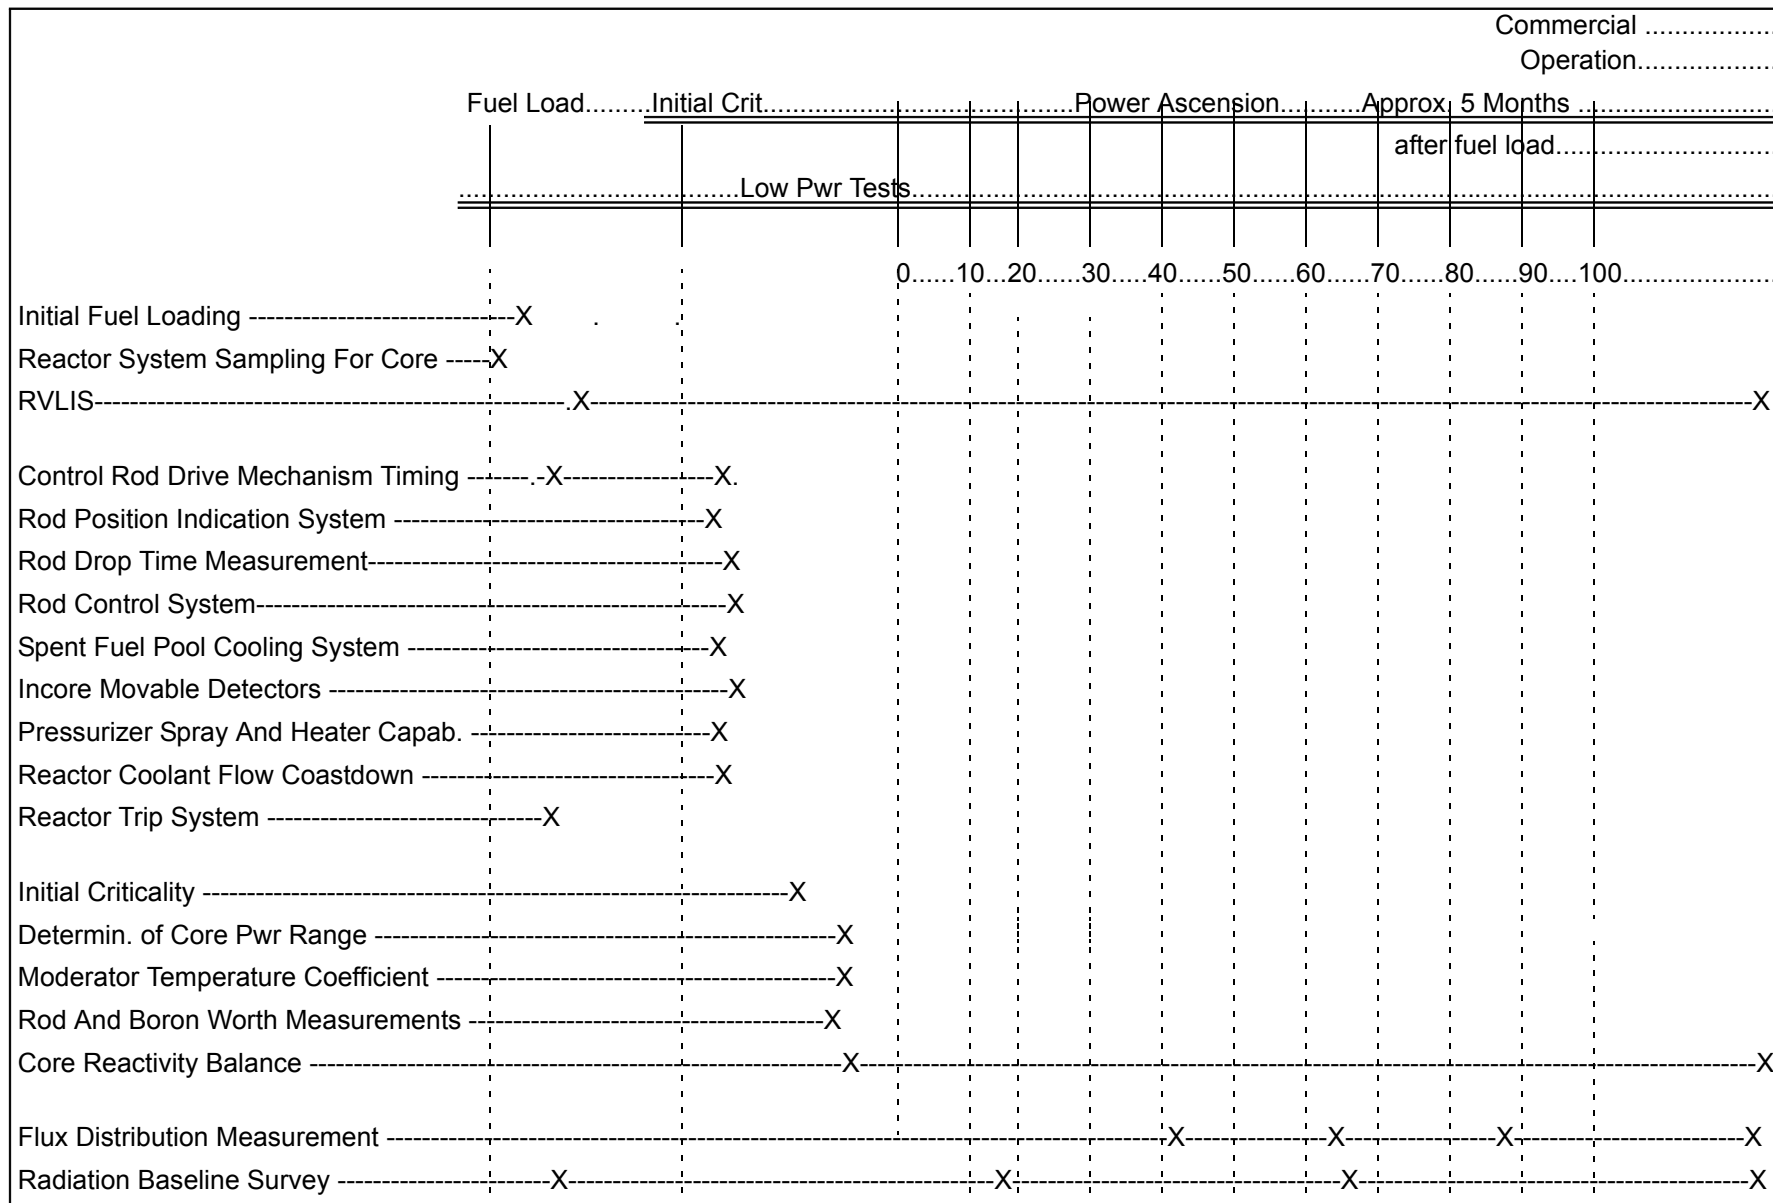 Commercial ..................
Operation..................
Fuel Load.........Initial Crit..........................................Power Ascension...........Approx. 5 Months ......................
after fuel load........................
...............................Low Pwr Tests................................................................................................
0......10...20......30.....40......50......60......70......80......90....100.................
Initial Fuel Loading ------------------------------X . .
Reactor System Sampling For Core -----X
RVLIS-----------------------------------------------------.X-----------------------------------------------------------------------------------------------------------------------------------X
Control Rod Drive Mechanism Timing -------.-X-----------------X.
Rod Position Indication System -----------------------------------X
Rod Drop Time Measurement----------------------------------------X
Rod Control System-----------------------------------------------------X
Spent Fuel Pool Cooling System ----------------------------------X
Incore Movable Detectors ---------------------------------------------X
Pressurizer Spray And Heater Capab. ---------------------------X
Reactor Coolant Flow Coastdown ---------------------------------X
Reactor Trip System -------------------------------X
Initial Criticality ------------------------------------------------------------------X
Determin. of Core Pwr Range ----------------------------------------------------X
Moderator Temperature Coefficient ---------------------------------------------X
Rod And Boron Worth Measurements ----------------------------------------X
Core Reactivity Balance ------------------------------------------------------------X-----------------------------------------------------------------------------------------------------X
Flux Distribution Measurement -----------------------------------------------------------------------------------------X----------------X-----------------X--------------------------X
Radiation Baseline Survey ------------------------X------------------------------------------------X-------------------------------------X--------------------------------------------X